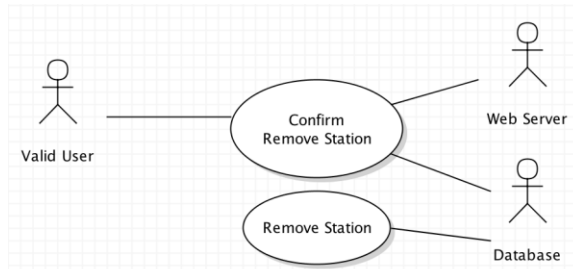 Confirm
Remove Station
Web Server
Valid User
Remove Station
Database